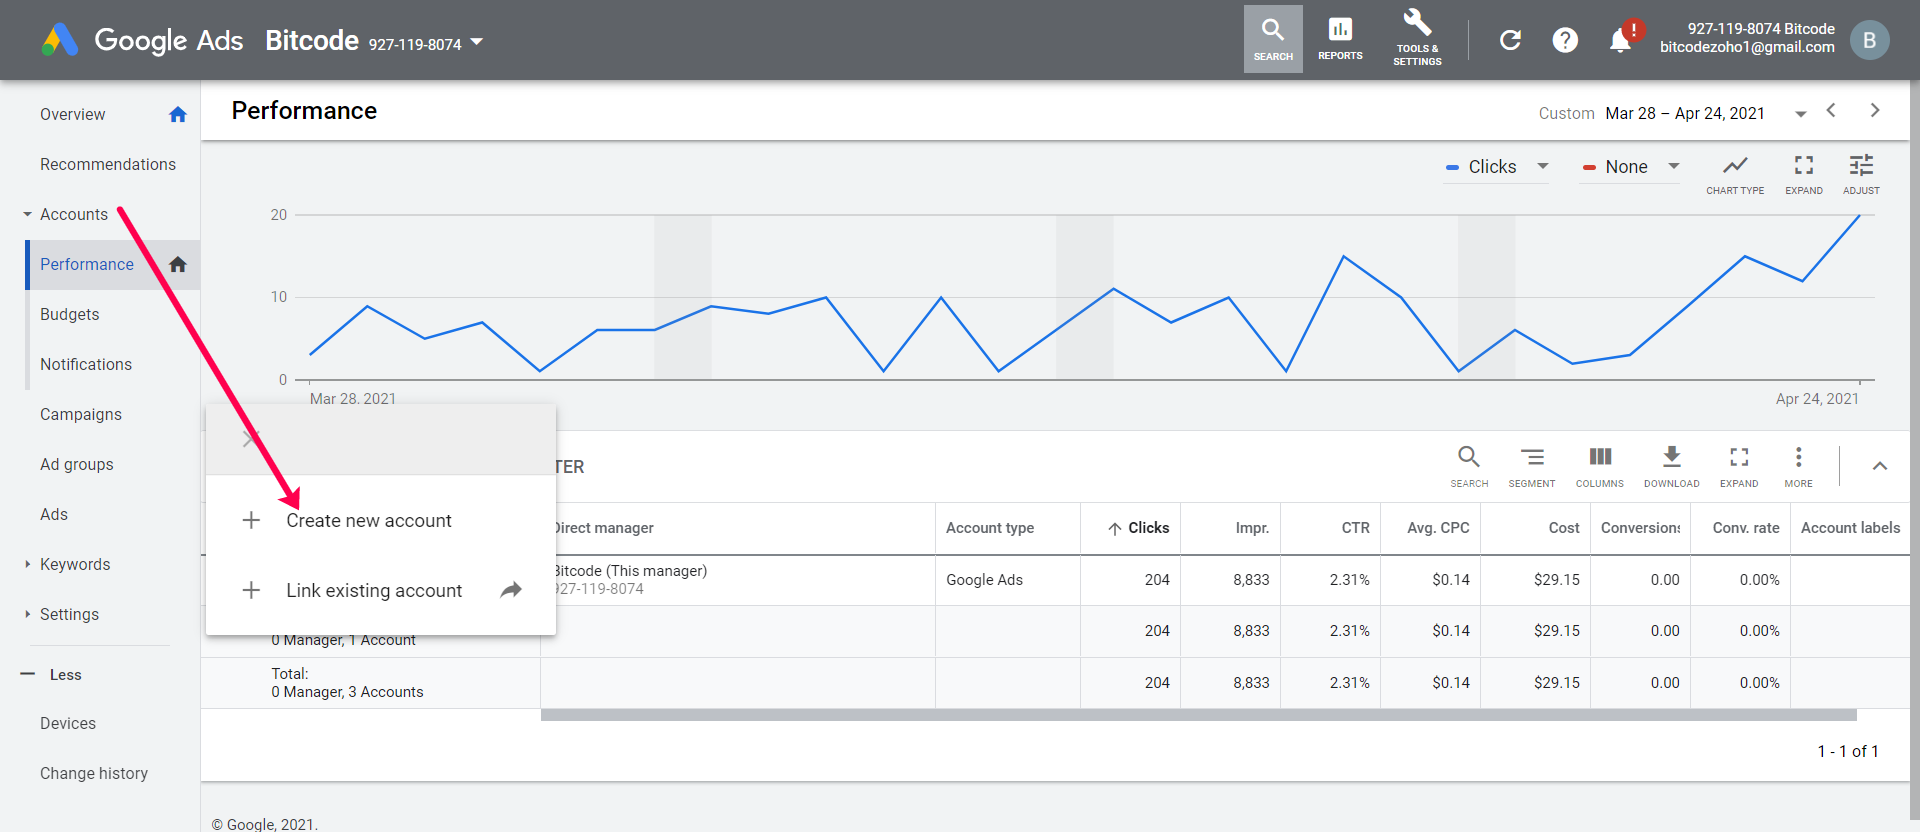 Google Ads Bitcode 927-119-8074
SEARCH
REPORTS
TOOLS &
SETTINGS
!
927-119-8074 Bitcode
bitcodezoho1@gmail.com
B
Overview
Recommendations
Accounts
Performance
Budgets
Notifications
Campaigns
Ad groups
Ads
Keywords
Settings
Less
Devices
Change history
Performance
Custom Mar 28 – Apr 24, 2021
Clicks
None
CHART TYPE
EXPAND
ADJUST
20
10
0
Mar 28, 2021
Apr 24, 2021
Create new account
Link existing account
TER
SEARCH
SEGMENT
COLUMNS
DOWNLOAD
EXPAND
MORE
Direct manager Account type Clicks Impr. CTR Avg. CPC Cost Conversions Conv. rate Account labels
Bitcode (This manager)
927-119-8074
Google Ads 204 8,833 2.31% $0.14 $29.15 0.00 0.00%
0 Manager, 1 Account
204 8,833 2.31% $0.14 $29.15 0.00 0.00%
Total:
0 Manager, 3 Accounts
204 8,833 2.31% $0.14 $29.15 0.00 0.00%
1 - 1 of 1
© Google, 2021.